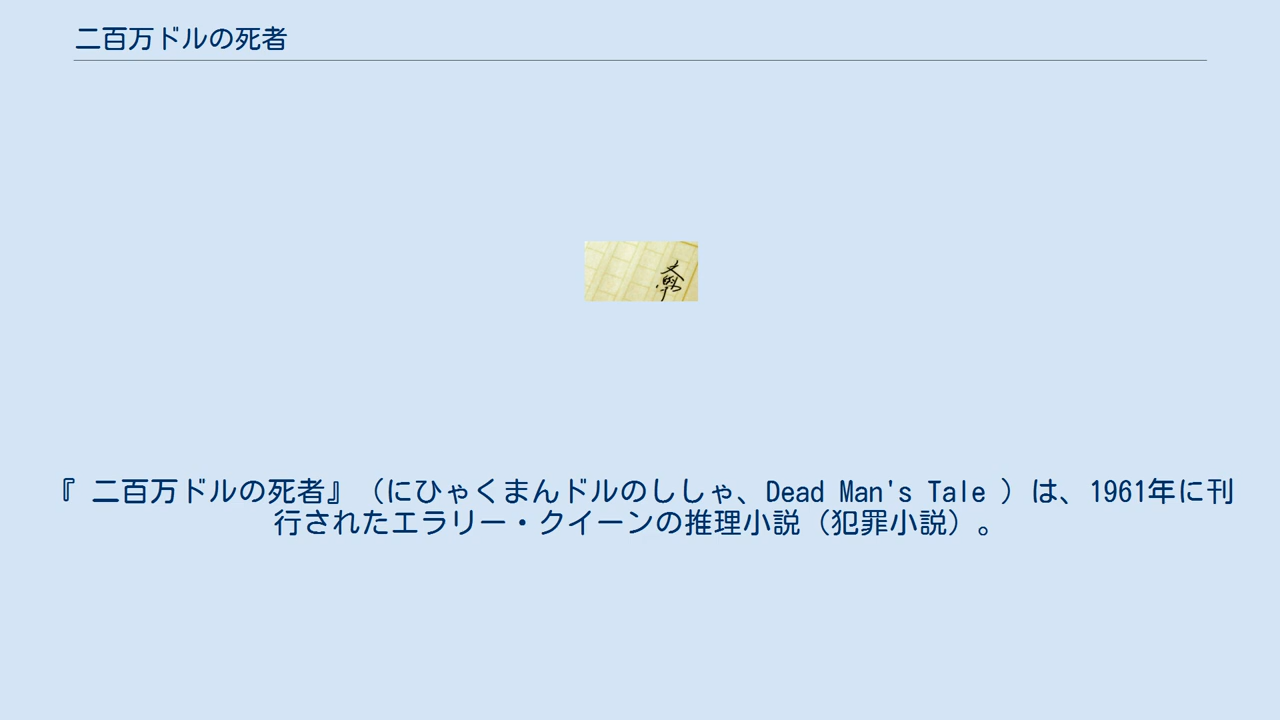 二百万ドルの死者
『 二百万ドルの死者』（にひゃくまんドルのししゃ、Dead Man's Tale ）は、1961年に刊
行されたエラリー・クイーンの推理小説（犯罪小説）。